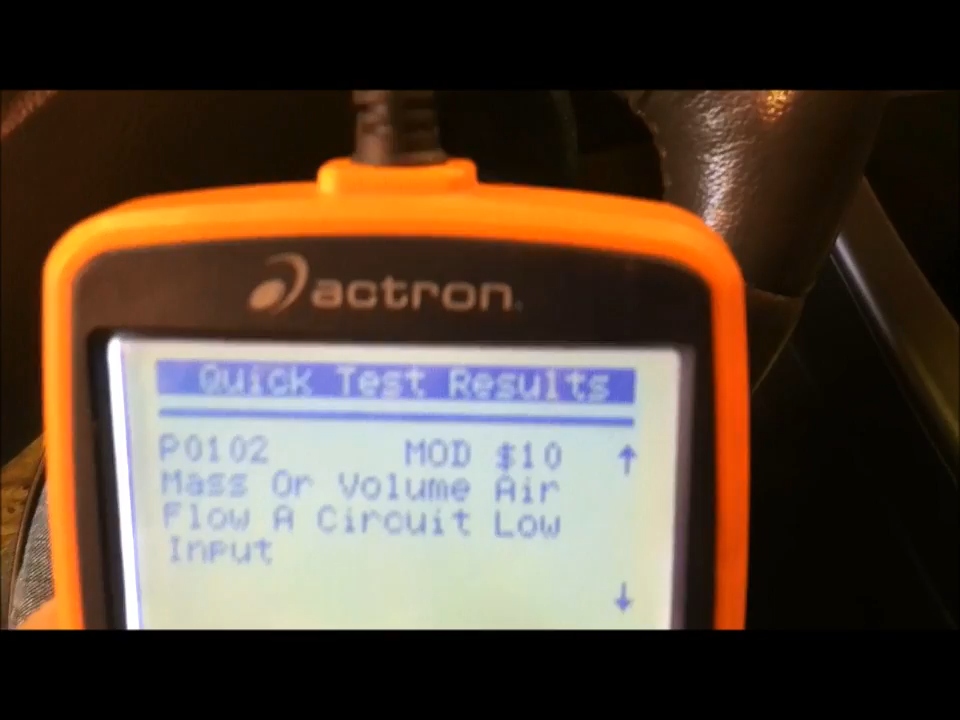 actron
Quick Test Results
P0102 MOD $10
Mass Or Volume Air
Flow A Circuit Low
Input